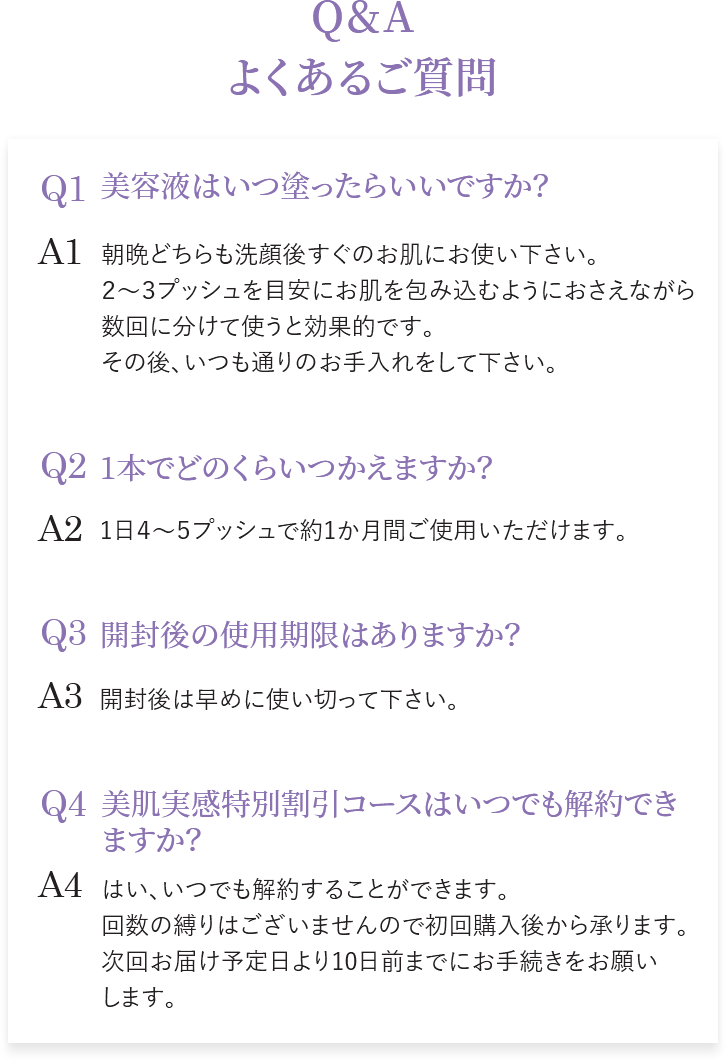 Q&A
よくあるご質問
Q1 美容液はいつ塗ったらいいですか?
A1 朝晩どちらも洗顔後すぐのお肌にお使い下さい。
2〜3プッシュを目安にお肌を包み込むようにおさえながら
数回に分けて使うと効果的です。
その後、いつも通りのお手入れをして下さい。
Q2 1本でどのくらいつかえますか?
A2 1日4〜5プッシュで約1か月間ご使用いただけます。
Q3 開封後の使用期限はありますか?
A3 開封後は早めに使い切って下さい。
Q4 美肌実感特別割引コースはいつでも解約でき
ますか?
A4 はい、いつでも解約することができます。
回数の縛りはございませんので初回購入後から承ります。
次回お届け予定日より10日前までにお手続きをお願い
します。